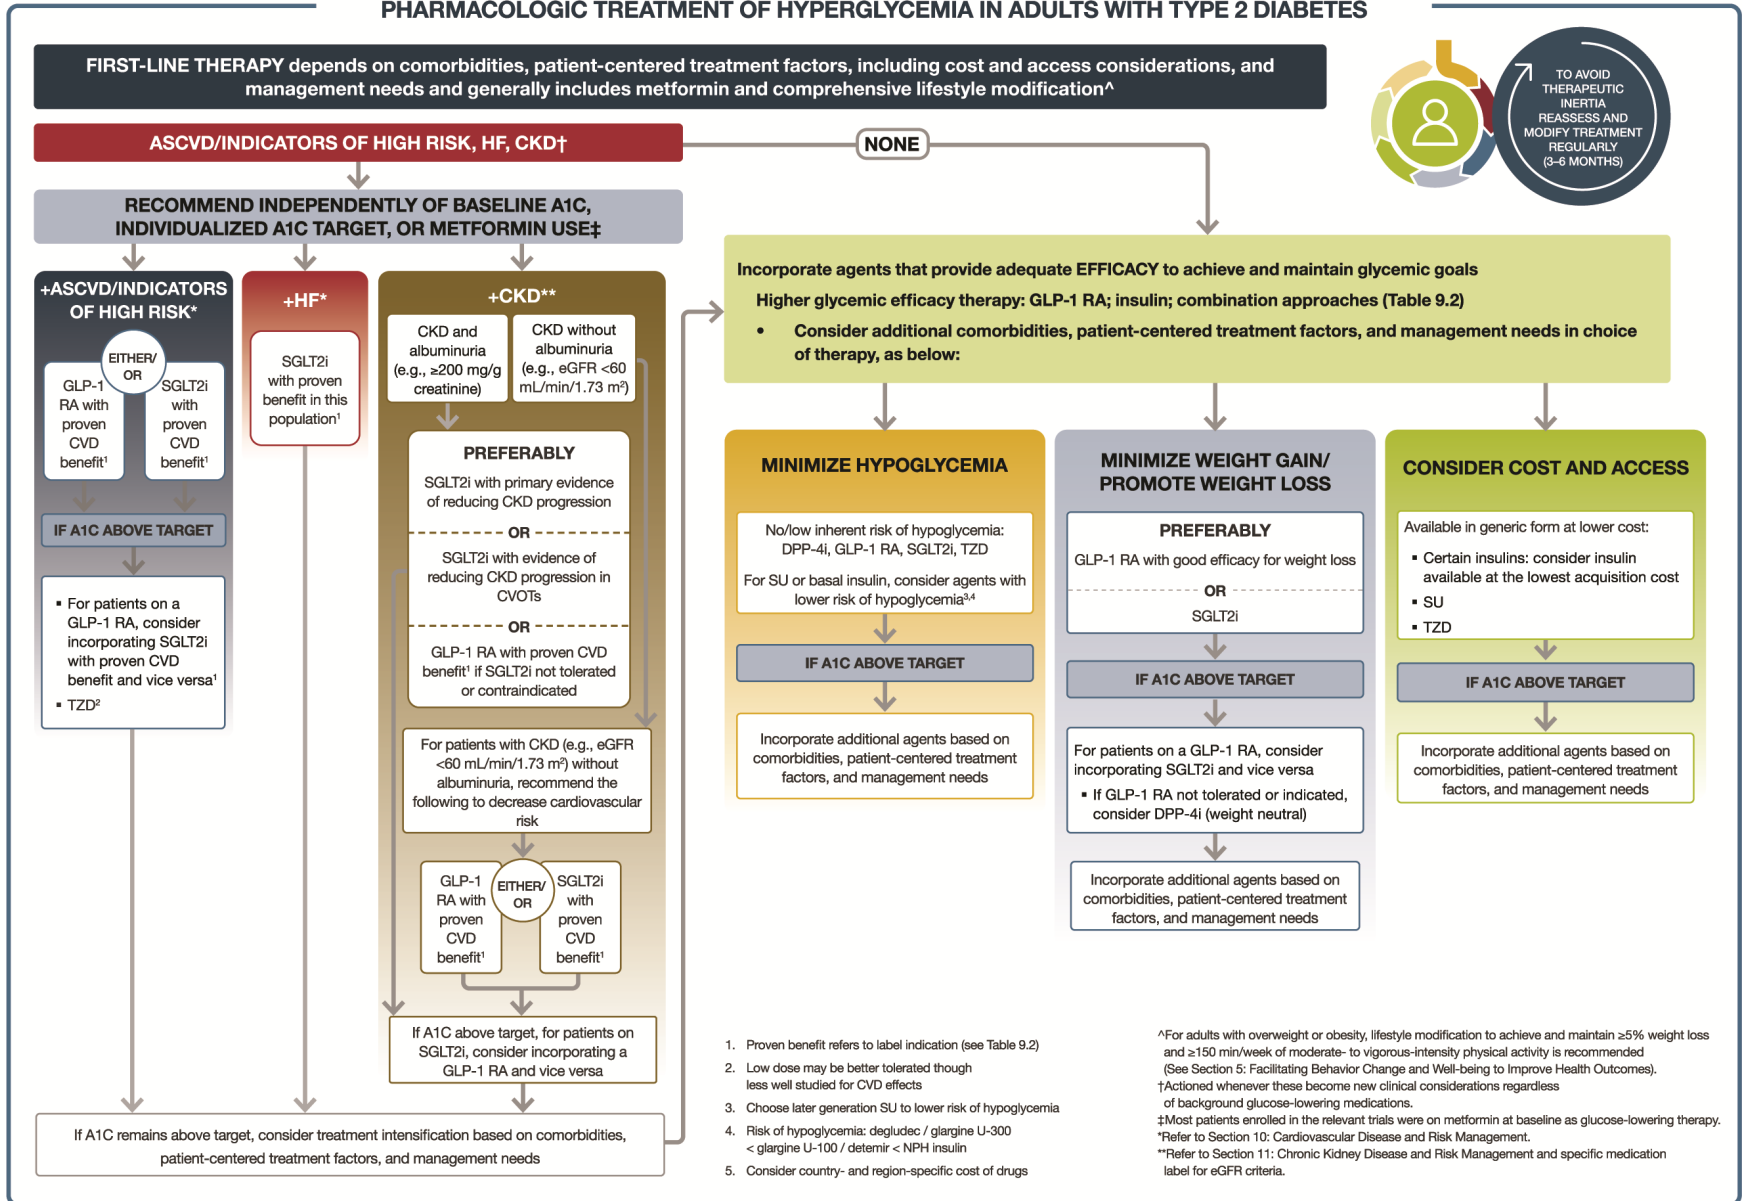 PHARMACOLOGIC TREATMENT OF HYPERGLYCEMIA IN ADULTS WITH TYPE 2 DIABETES
FIRST-LINE THERAPY depends on comorbidities, patient-centered treatment factors, including cost and access considerations, and
management needs and generally includes metformin and comprehensive lifestyle modification^
TO AVOID
THERAPEUTIC
INERTIA
REASSESS AND
MODIFY TREATMENT
REGULARLY
(3–6 MONTHS)
ASCVD/INDICATORS OF HIGH RISK, HF, CKD†
NONE
RECOMMEND INDEPENDENTLY OF BASELINE A1C,
INDIVIDUALIZED A1C TARGET, OR METFORMIN USE‡
+ASCVD/INDICATORS
OF HIGH RISK*
EITHER/
OR
GLP-1
RA with
proven
CVD
benefit¹
SGLT2i
with
proven
CVD
benefit¹
IF A1C ABOVE TARGET
▪ For patients on a
GLP-1 RA, consider
incorporating SGLT2i
with proven CVD
benefit and vice versa¹
▪ TZD²
+HF*
SGLT2i
with proven
benefit in this
population¹
+CKD**
CKD and
albuminuria
(e.g., ≥200 mg/g
creatinine)
CKD without
albuminuria
(e.g., eGFR <60
mL/min/1.73 m²)
PREFERABLY
SGLT2i with primary evidence
of reducing CKD progression
OR
SGLT2i with evidence of
reducing CKD progression in
CVOTs
OR
GLP-1 RA with proven CVD
benefit¹ if SGLT2i not tolerated
or contraindicated
For patients with CKD (e.g., eGFR
<60 mL/min/1.73 m²) without
albuminuria, recommend the
following to decrease cardiovascular
risk
GLP-1
RA with
proven
CVD
benefit¹
EITHER/
OR
SGLT2i
with
proven
CVD
benefit¹
If A1C above target, for patients on
SGLT2i, consider incorporating a
GLP-1 RA and vice versa
If A1C remains above target, consider treatment intensification based on comorbidities,
patient-centered treatment factors, and management needs
Incorporate agents that provide adequate EFFICACY to achieve and maintain glycemic goals
Higher glycemic efficacy therapy: GLP-1 RA; insulin; combination approaches (Table 9.2)
• Consider additional comorbidities, patient-centered treatment factors, and management needs in choice
of therapy, as below:
MINIMIZE HYPOGLYCEMIA
No/low inherent risk of hypoglycemia:
DPP-4i, GLP-1 RA, SGLT2i, TZD
For SU or basal insulin, consider agents with
lower risk of hypoglycemia³,⁴
IF A1C ABOVE TARGET
Incorporate additional agents based on
comorbidities, patient-centered treatment
factors, and management needs
MINIMIZE WEIGHT GAIN/
PROMOTE WEIGHT LOSS
PREFERABLY
GLP-1 RA with good efficacy for weight loss
OR
SGLT2i
IF A1C ABOVE TARGET
For patients on a GLP-1 RA, consider
incorporating SGLT2i and vice versa
▪ If GLP-1 RA not tolerated or indicated,
consider DPP-4i (weight neutral)
Incorporate additional agents based on
comorbidities, patient-centered treatment
factors, and management needs
CONSIDER COST AND ACCESS
Available in generic form at lower cost:
▪ Certain insulins: consider insulin
available at the lowest acquisition cost
▪ SU
▪ TZD
IF A1C ABOVE TARGET
Incorporate additional agents based on
comorbidities, patient-centered treatment
factors, and management needs
1. Proven benefit refers to label indication (see Table 9.2)
2. Low dose may be better tolerated though
less well studied for CVD effects
3. Choose later generation SU to lower risk of hypoglycemia
4. Risk of hypoglycemia: degludec / glargine U-300
< glargine U-100 / detemir < NPH insulin
5. Consider country- and region-specific cost of drugs
^For adults with overweight or obesity, lifestyle modification to achieve and maintain ≥5% weight loss
and ≥150 min/week of moderate- to vigorous-intensity physical activity is recommended
(See Section 5: Facilitating Behavior Change and Well-being to Improve Health Outcomes).
†Actioned whenever these become new clinical considerations regardless
of background glucose-lowering medications.
‡Most patients enrolled in the relevant trials were on metformin at baseline as glucose-lowering therapy.
*Refer to Section 10: Cardiovascular Disease and Risk Management.
**Refer to Section 11: Chronic Kidney Disease and Risk Management and specific medication
label for eGFR criteria.